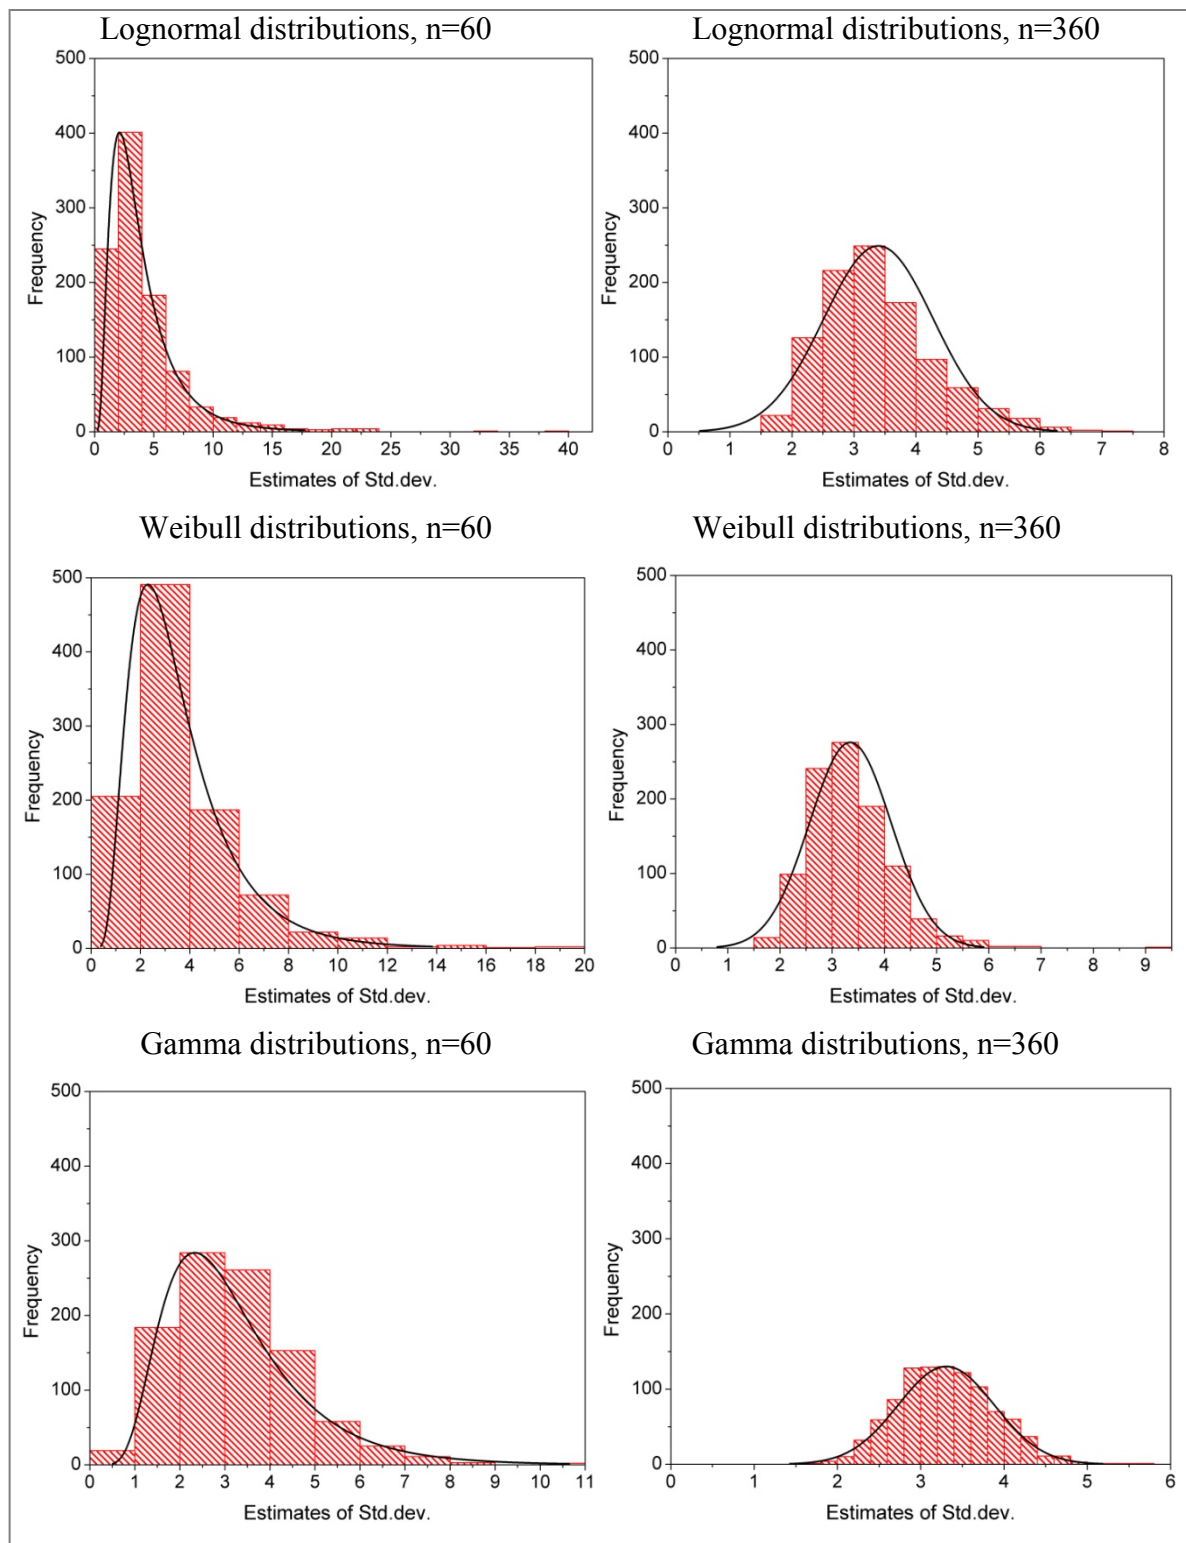 Lognormal distributions, n=60
500
400
300
200
100
0
Frequency
0 5 10 15 20 25 30 35 40
Estimates of Std.dev.
Lognormal distributions, n=360
500
400
300
200
100
0
Frequency
0 1 2 3 4 5 6 7 8
Estimates of Std.dev.
Weibull distributions, n=60
500
400
300
200
100
0
Frequency
0 2 4 6 8 10 12 14 16 20
Estimates of Std.dev.
Weibull distributions, n=360
500
400
300
200
100
0
Frequency
0 1 2 3 4 5 6 7 9
Estimates of Std.dev.
Gamma distributions, n=60
500
400
300
200
100
0
Frequency
0 1 2 3 4 5 6 7 8 9 11
Estimates of Std.dev.
Gamma distributions, n=360
500
400
300
200
100
0
Frequency
0 1 2 3 4 5 6
Estimates of Std.dev.